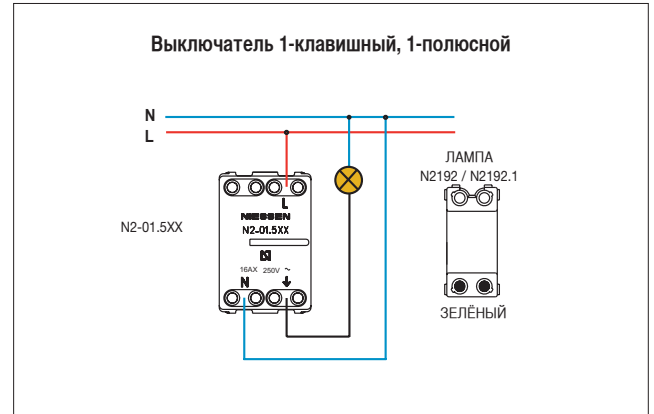 Выключатель 1-клавишный, 1-полюсной
N
L
ЛАМПА
N2192 / N2192.1
L
NIESSEN
N2-01.5XX
N2-01.5XX
16AX 250V ~
N
ЗЕЛЁНЫЙ